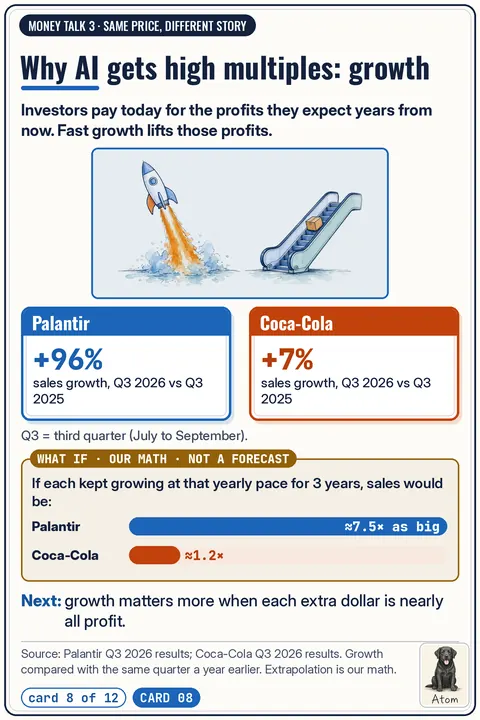 MONEY TALK 3 · SAME PRICE, DIFFERENT STORY
Why AI gets high multiples: growth
Investors pay today for the profits they expect years from
now. Fast growth lifts those profits.
Palantir
+96%
sales growth, Q3 2026 vs Q3
2025
Coca-Cola
+7%
sales growth, Q3 2026 vs Q3
2025
Q3 = third quarter (July to September).
WHAT IF · OUR MATH · NOT A FORECAST
If each kept growing at that yearly pace for 3 years, sales would
be:
Palantir
≈7.5× as big
Coca-Cola
≈1.2×
Next: growth matters more when each extra dollar is nearly
all profit.
Source: Palantir Q3 2026 results; Coca-Cola Q3 2026 results. Growth
compared with the same quarter a year earlier. Extrapolation is our math.
Atom
card 8 of 12
CARD 08